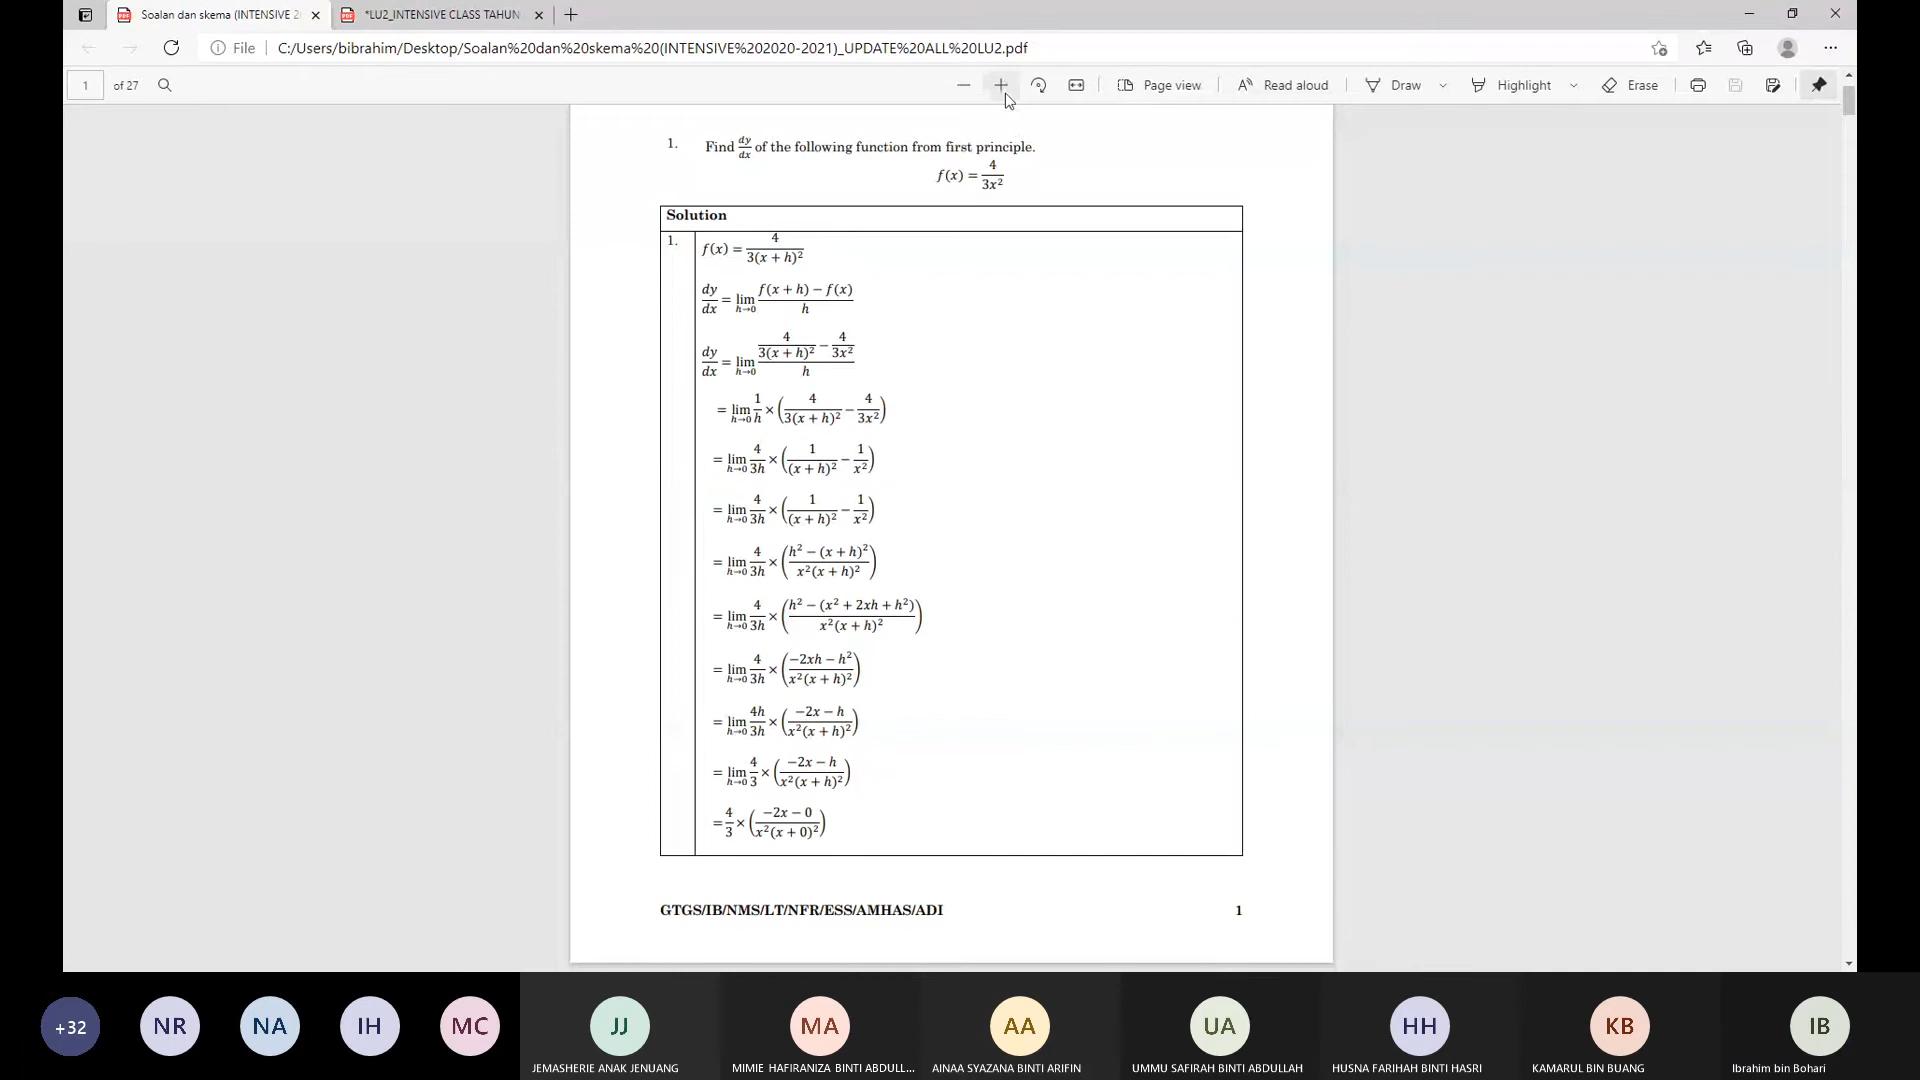 Soalan dan skema (INTENSIVE 2
*LU2_INTENSIVE CLASS TAHUN
File C:/Users/bibrahim/Desktop/Soalan%20dan%20skema%20(INTENSIVE%202020-2021)_UPDATE%20ALL%20LU2.pdf
1 of 27 Page view Read aloud Draw Highlight Erase
1. Find dy/dx of the following function from first principle.
f(x) = 4/3x²
Solution
1. f(x) = 4/3(x + h)²
dy/dx = lim h→0 f(x + h) − f(x)/h
dy/dx = lim h→0 4/3(x + h)² − 4/3x² / h
= lim h→0 1/h × (4/3(x + h)² − 4/3x²)
= lim h→0 4/3h × (1/(x + h)² − 1/x²)
= lim h→0 4/3h × (1/(x + h)² − 1/x²)
= lim h→0 4/3h × (h² − (x + h)²/x²(x + h)²)
= lim h→0 4/3h × (h² − (x² + 2xh + h²)/x²(x + h)²)
= lim h→0 4/3h × (−2xh − h²/x²(x + h)²)
= lim h→0 4h/3h × (−2x − h/x²(x + h)²)
= lim h→0 4/3 × (−2x − h/x²(x + h)²)
= 4/3 × (−2x − 0/x²(x + 0)²)
GTGS/IB/NMS/LT/NFR/ESS/AMHAS/ADI 1
+32 NR NA IH MC JJ MA AA UA HH KB IB
JEMASHERIE ANAK JENUANG MIMIE HAFIRANIZA BINTI ABDULL... AINAA SYAZANA BINTI ARIFIN UMMU SAFIRAH BINTI ABDULLAH HUSNA FARIHAH BINTI HASRI KAMARUL BIN BUANG Ibrahim bin Bohari